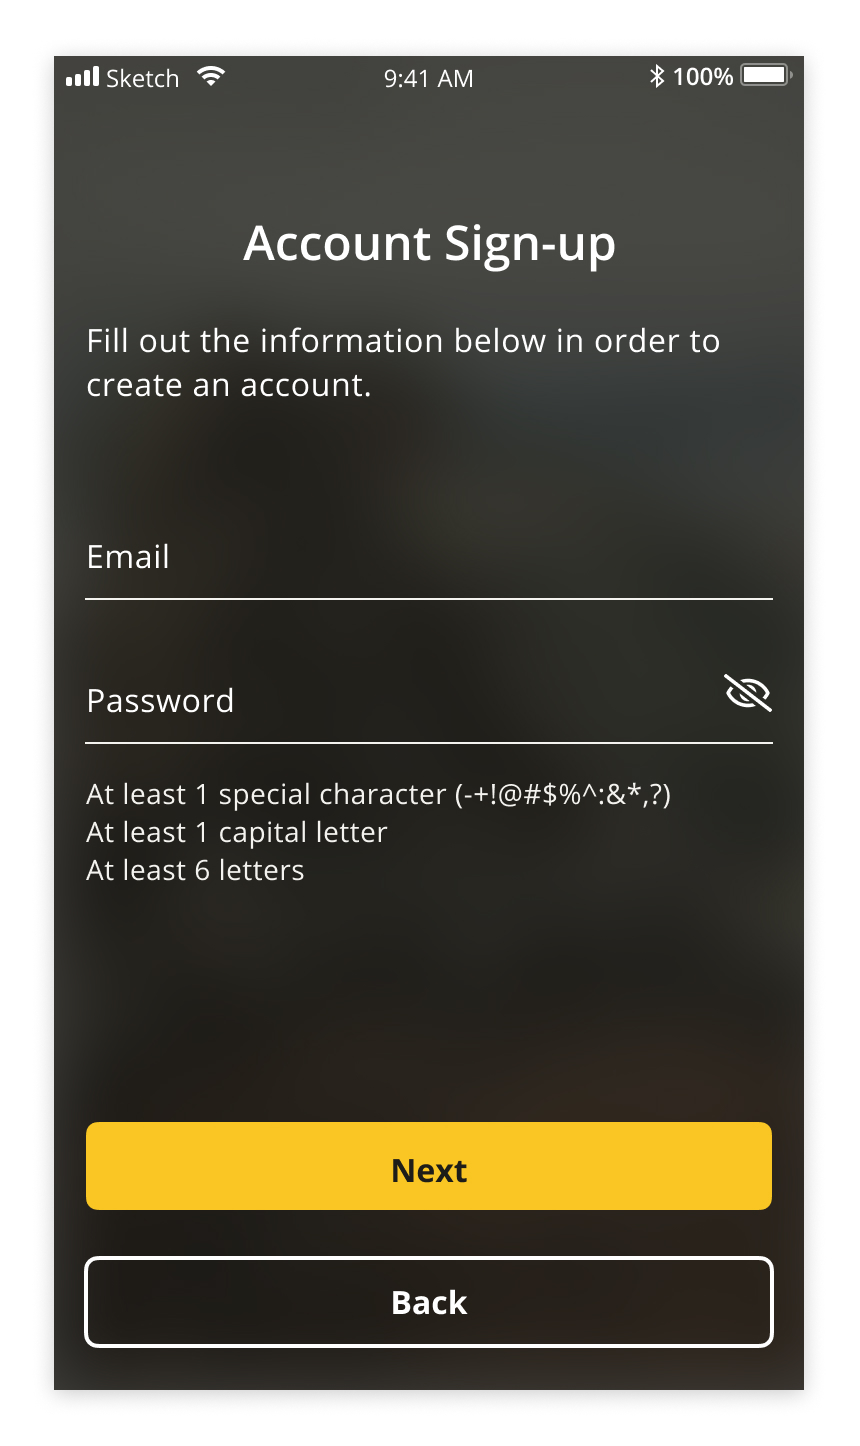 Sketch 9:41 AM 100%
Account Sign-up
Fill out the information below in order to
create an account.
Email
Password
At least 1 special character (-+!@#$%^:&*,?)
At least 1 capital letter
At least 6 letters
Next
Back